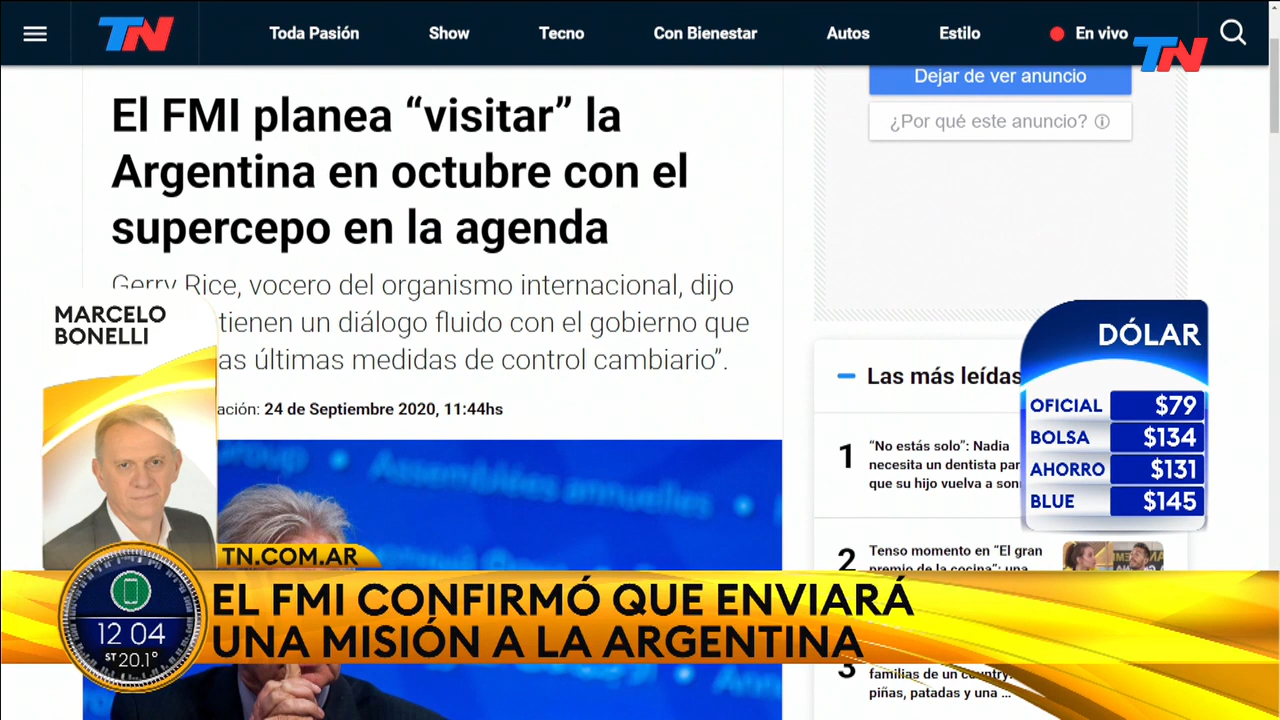 TN
Toda Pasión
Show
Tecno
Con Bienestar
Autos
Estilo
En vivo
TN
El FMI planea “visitar” la
Argentina en octubre con el
supercepo en la agenda
Gerry Rice, vocero del organismo internacional, dijo
tienen un diálogo fluido con el gobierno que
as últimas medidas de control cambiario”.
ación: 24 de Septiembre 2020, 11:44hs
Dejar de ver anuncio
¿Por qué este anuncio?
Las más leídas
1
“No estás solo”: Nadia
necesita un dentista par
que su hijo vuelva a son
2
Tenso momento en “El gran
premio de la cocina”: una
3
familias de un country:
piñas, patadas y una ...
MARCELO
BONELLI
DÓLAR
OFICIAL $79
BOLSA $134
AHORRO $131
BLUE $145
Group • Assemblées annuelles •
TN.COM.AR
EL FMI CONFIRMÓ QUE ENVIARÁ
UNA MISIÓN A LA ARGENTINA
12 04
ST 20.1°